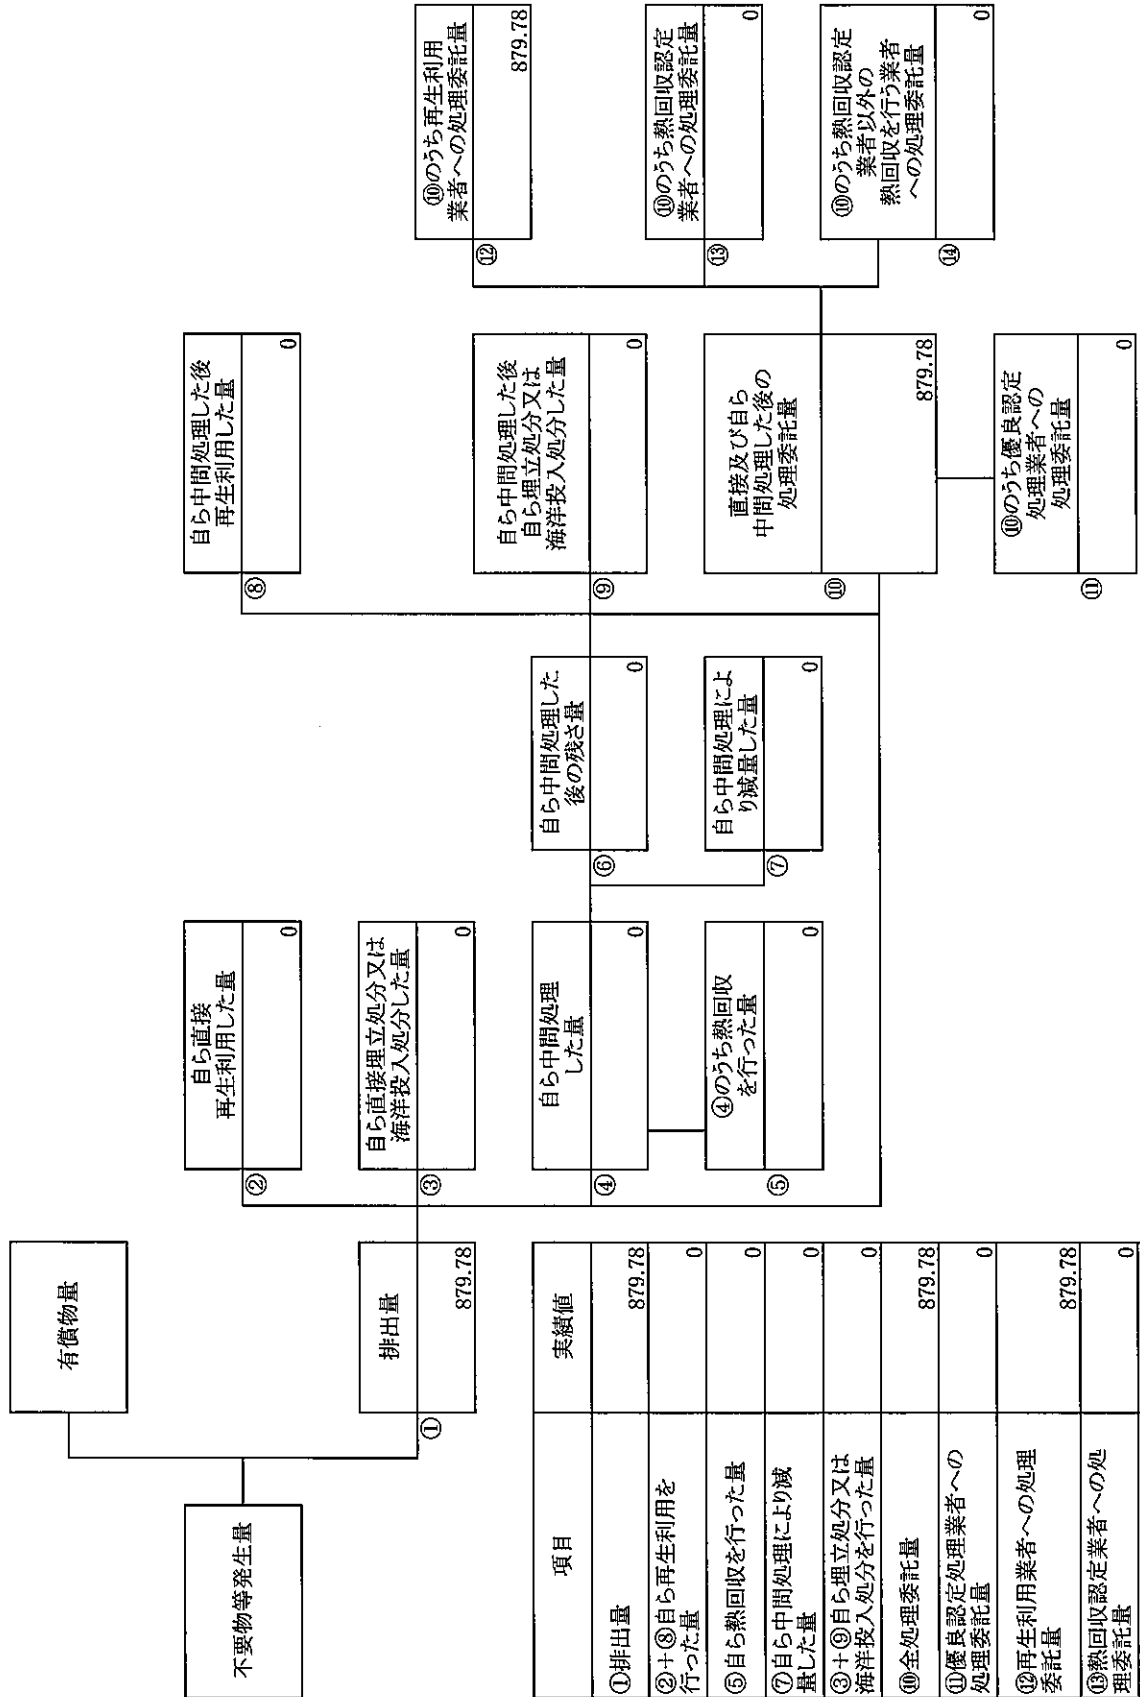 不要物等発生量
有償物量
①
排出量
879.78
②
自ら直接
再生利用した量
0
③
自ら直接埋立処分又は
海洋投入処分した量
0
④
自ら中間処理
した量
0
⑤
④のうち熱回収
を行った量
0
⑥
自ら中間処理した
後の残さ量
0
⑦
自ら中間処理によ
り減量した量
0
⑧
自ら中間処理した後
再生利用した量
0
⑨
自ら中間処理した後
自ら埋立処分又は
海洋投入処分した量
0
⑩
直接及び自ら
中間処理した後の
処理委託量
879.78
⑪
⑩のうち優良認定
処理業者への
処理委託量
0
⑫
⑩のうち再生利用
業者への処理委託量
879.78
⑬
⑩のうち熱回収認定
業者への処理委託量
0
⑭
⑩のうち熱回収認定
業者以外の
熱回収を行う業者
への処理委託量
0
項目 実績値
①排出量 879.78
②+⑧自ら再生利用を
行った量 0
⑤自ら熱回収を行った量 0
⑦自ら中間処理により減
量した量 0
③+⑨自ら埋立処分又は
海洋投入処分を行った量 0
⑩全処理委託量 879.78
⑪優良認定処理業者への
処理委託量 0
⑫再生利用業者への処理
委託量 879.78
⑬熱回収認定業者への処
理委託量 0